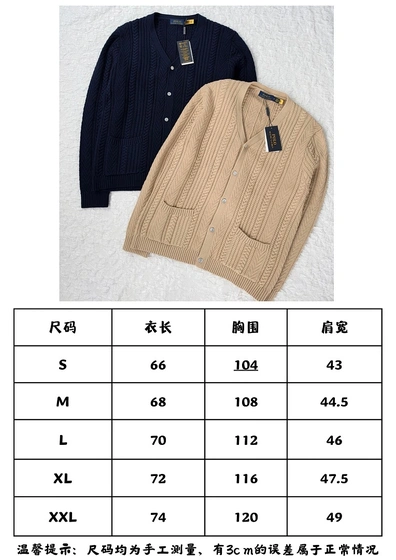 尺码 衣长 胸围 肩宽
S 66 104 43
M 68 108 44.5
L 70 112 46
XL 72 116 47.5
XXL 74 120 49
温馨提示：尺码均为手工测量，有3cm的误差属于正常情况